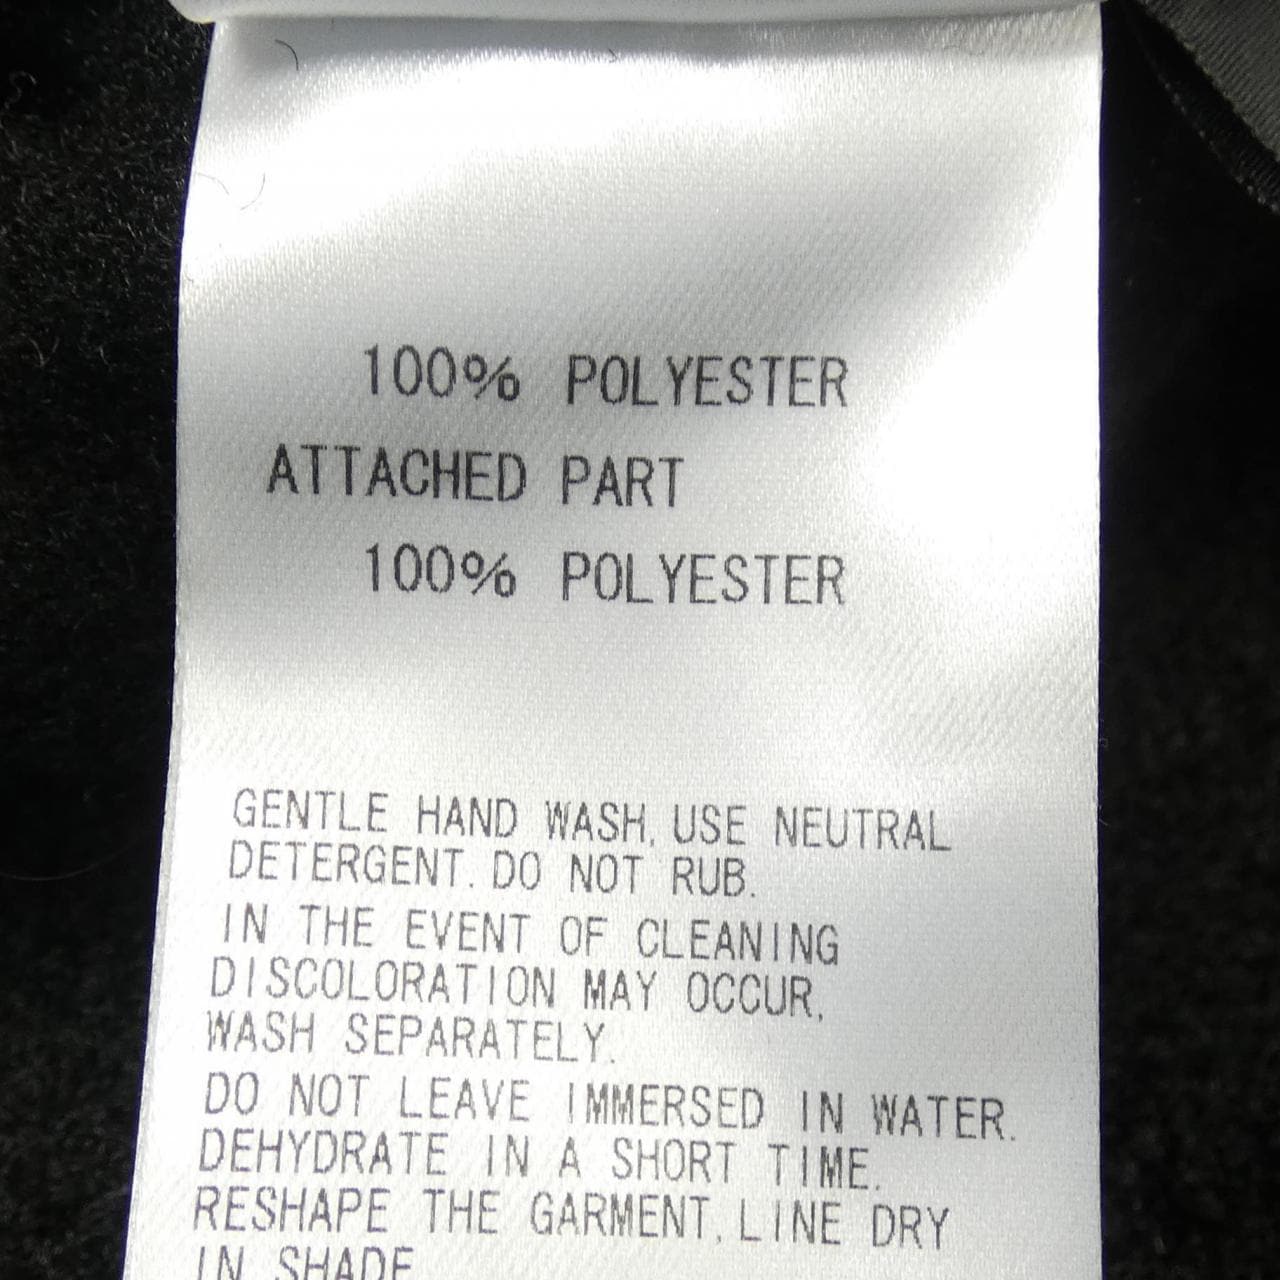 100% POLYESTER
ATTACHED PART
100% POLYESTER
GENTLE HAND WASH, USE NEUTRAL
DETERGENT. DO NOT RUB.
IN THE EVENT OF CLEANING
DISCOLORATION MAY OCCUR,
WASH SEPARATELY.
DO NOT LEAVE IMMERSED IN WATER.
DEHYDRATE IN A SHORT TIME.
RESHAPE THE GARMENT, LINE DRY
IN SHADE